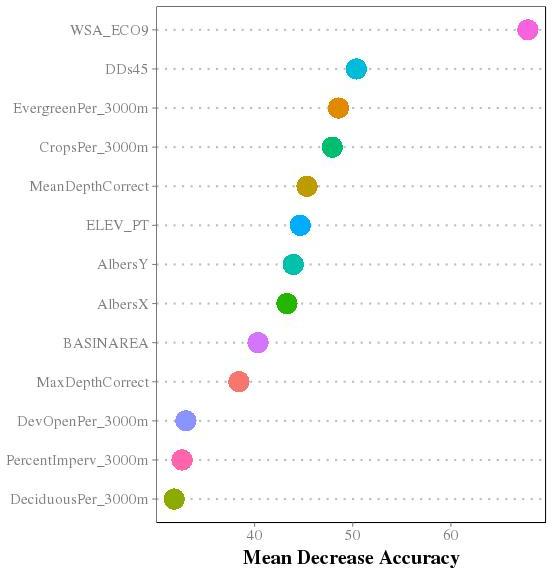 WSA_ECO9
DDs45
EvergreenPer_3000m
CropsPer_3000m
MeanDepthCorrect
ELEV_PT
AlbersY
AlbersX
BASINAREA
MaxDepthCorrect
DevOpenPer_3000m
PercentImperv_3000m
DeciduousPer_3000m
40 50 60
Mean Decrease Accuracy